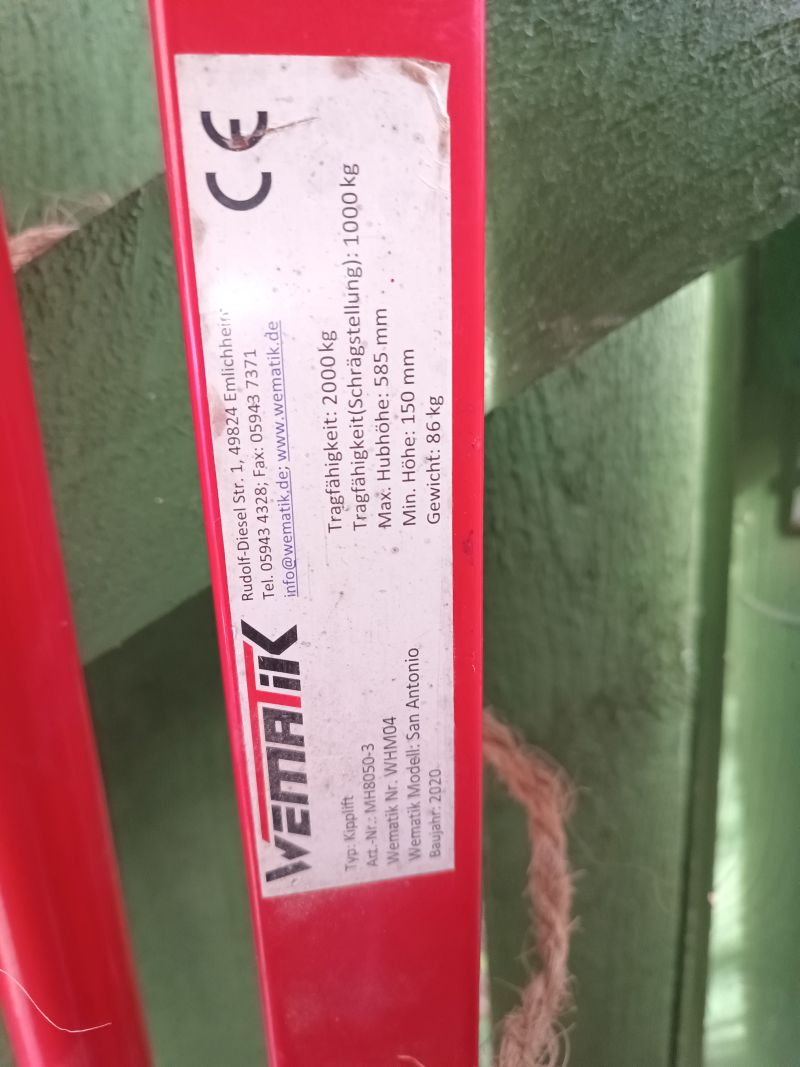 WEMATIK
Rudolf-Diesel Str. 1, 49824 Emlichheim
Tel. 05943 4328; Fax: 05943 7371
info@wematik.de; www.wematik.de
CE
Typ: Kipplift
Art.-Nr.: MH8050-3
Wematik Nr. WHM04
Wematik Modell: San Antonio
Baujahr: 2020
Tragfähigkeit: 2000 kg
Tragfähigkeit(Schrägstellung): 1000 kg
Max. Hubhöhe: 585 mm
Min. Höhe: 150 mm
Gewicht: 86 kg